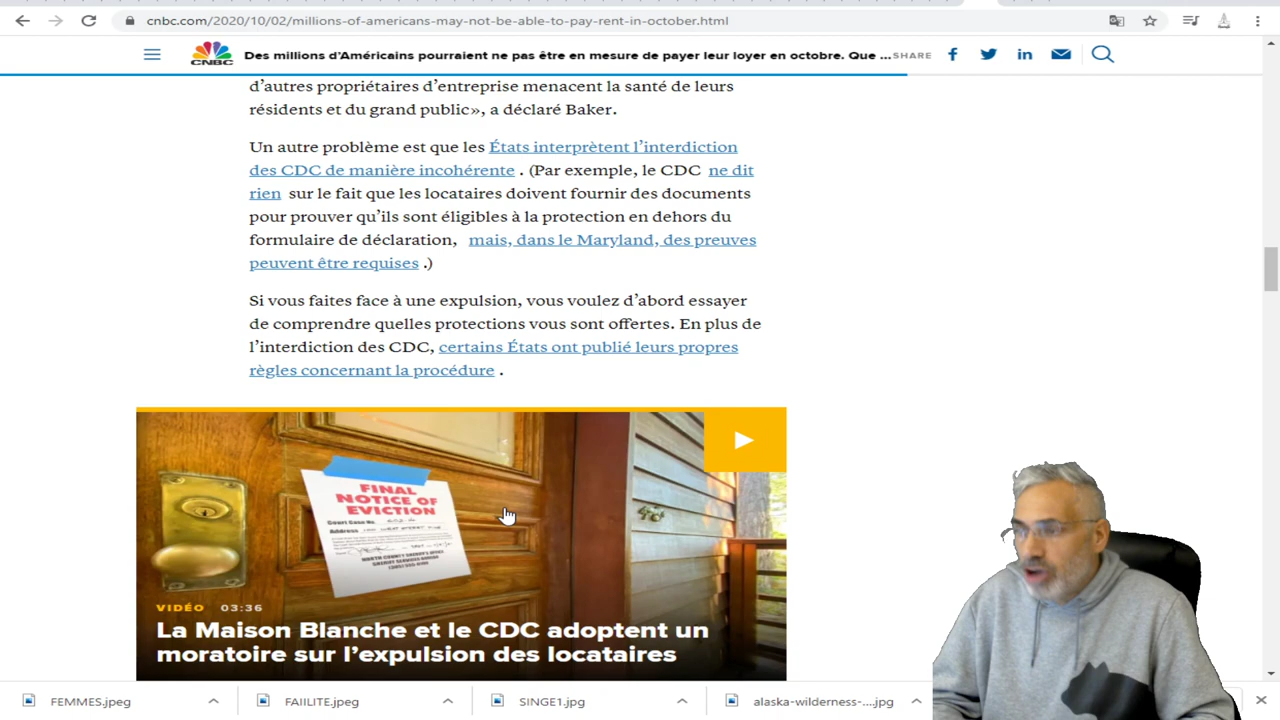 cnbc.com/2020/10/02/millions-of-americans-may-not-be-able-to-pay-rent-in-october.html
CNBC
Des millions d’Américains pourraient ne pas être en mesure de payer leur loyer en octobre. Que ...
SHARE
d’autres propriétaires d’entreprise menacent la santé de leurs
résidents et du grand public», a déclaré Baker.
Un autre problème est que les États interprètent l’interdiction
des CDC de manière incohérente . (Par exemple, le CDC ne dit
rien sur le fait que les locataires doivent fournir des documents
pour prouver qu’ils sont éligibles à la protection en dehors du
formulaire de déclaration, mais, dans le Maryland, des preuves
peuvent être requises .)
Si vous faites face à une expulsion, vous voulez d’abord essayer
de comprendre quelles protections vous sont offertes. En plus de
l’interdiction des CDC, certains États ont publié leurs propres
règles concernant la procédure .
FINAL
NOTICE OF
EVICTION
Court Case No.
Address
VIDÉO 03:36
La Maison Blanche et le CDC adoptent un
moratoire sur l’expulsion des locataires
FEMMES.jpeg
FAIILITE.jpeg
SINGE1.jpg
alaska-wilderness-....jpg